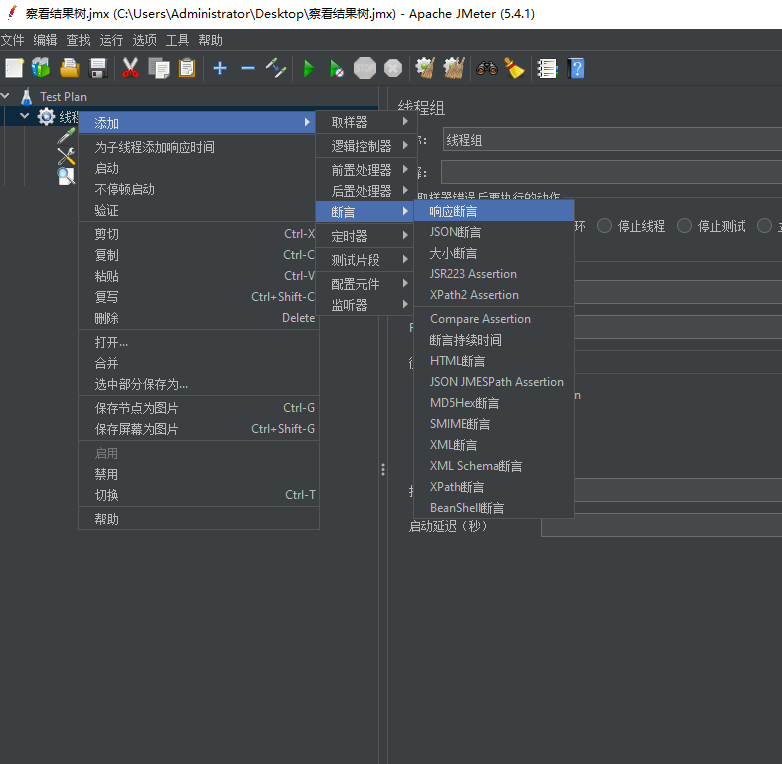 察看结果树.jmx (C:\Users\Administrator\Desktop\察看结果树.jmx) - Apache JMeter (5.4.1)
文件 编辑 查找 运行 选项 工具 帮助
STOP
Test Plan
线程
添加
为子线程添加响应时间
启动
不停顿启动
验证
剪切 Ctrl-X
复制 Ctrl-C
粘贴 Ctrl-V
复写 Ctrl+Shift-C
删除 Delete
打开...
合并
选中部分保存为...
保存节点为图片 Ctrl-G
保存屏幕为图片 Ctrl+Shift-G
启用
禁用
切换 Ctrl-T
帮助
取样器
逻辑控制器
前置处理器
后置处理器
断言
定时器
测试片段
配置元件
监听器
响应断言
JSON断言
大小断言
JSR223 Assertion
XPath2 Assertion
Compare Assertion
断言持续时间
HTML断言
JSON JMESPath Assertion
MD5Hex断言
SMIME断言
XML断言
XML Schema断言
XPath断言
BeanShell断言
线程组
线程组
取样器错误后要执行的动作
环 停止线程 停止测试
n
启动延迟（秒）